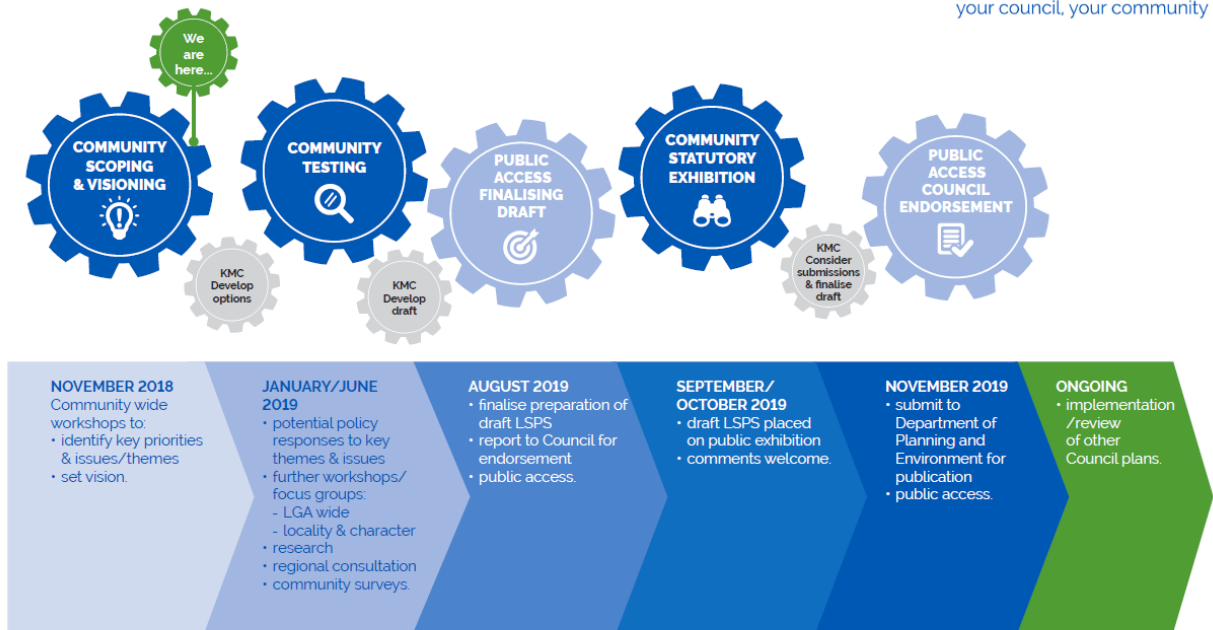 your council, your community
We
are
here...
COMMUNITY
SCOPING
& VISIONING
COMMUNITY
TESTING
PUBLIC
ACCESS
FINALISING
DRAFT
COMMUNITY
STATUTORY
EXHIBITION
PUBLIC
ACCESS
COUNCIL
ENDORSEMENT
KMC
Develop
options
KMC
Develop
draft
KMC
Consider
submissions
& finalise
draft
NOVEMBER 2018
Community wide
workshops to:
• identify key priorities
& issues/themes
• set vision.
JANUARY/JUNE
2019
• potential policy
responses to key
themes & issues
• further workshops/
focus groups:
- LGA wide
- locality & character
• research
• regional consultation
• community surveys.
AUGUST 2019
• finalise preparation of
draft LSPS
• report to Council for
endorsement
• public access.
SEPTEMBER/
OCTOBER 2019
• draft LSPS placed
on public exhibition
• comments welcome.
NOVEMBER 2019
• submit to
Department of
Planning and
Environment for
publication
• public access.
ONGOING
• implementation
/review
of other
Council plans.